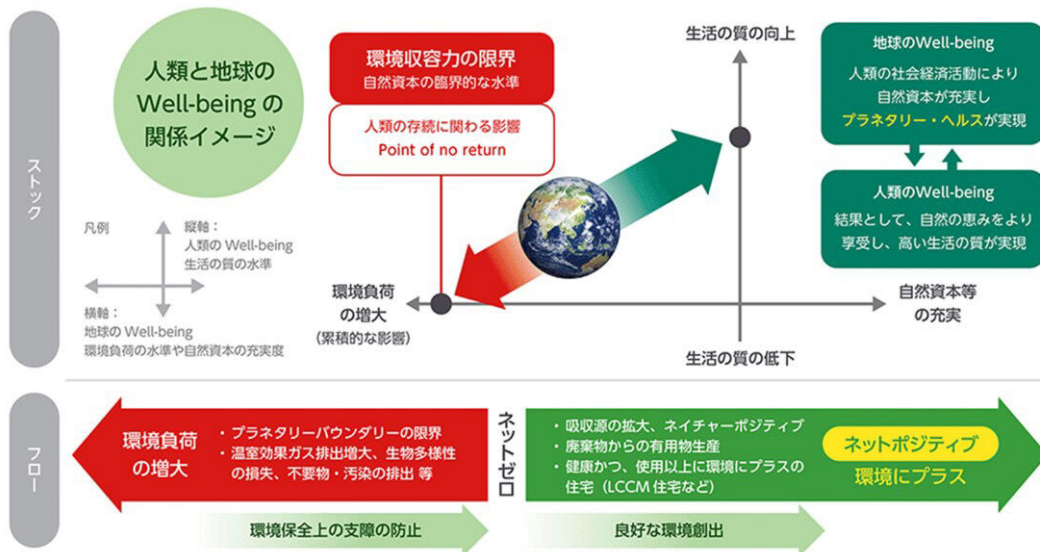 ストック
人類と地球の
Well-being の
関係イメージ
凡例
縦軸：
人類の Well-being
生活の質の水準
横軸：
地球の Well-being
環境負荷の水準や自然資本の充実度
環境収容力の限界
自然資本の臨界的な水準
人類の存続に関わる影響
Point of no return
環境負荷
の増大
(累積的な影響)
生活の質の向上
生活の質の低下
自然資本等
の充実
地球のWell-being
人類の社会経済活動により
自然資本が充実し
プラネタリー・ヘルスが実現
人類のWell-being
結果として、自然の恵みをより
享受し、高い生活の質が実現
フロー
環境負荷
の増大
・プラネタリーバウンダリーの限界
・温室効果ガス排出増大、生物多様性
の損失、不要物・汚染の排出 等
ネットゼロ
・吸収源の拡大、ネイチャーポジティブ
・廃棄物からの有用物生産
・健康かつ、使用以上に環境にプラスの
住宅（LCCM 住宅など）
ネットポジティブ
環境にプラス
環境保全上の支障の防止
良好な環境創出